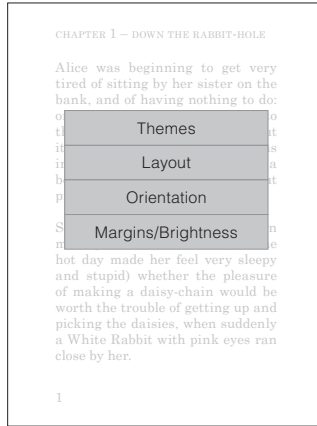 CHAPTER 1 – DOWN THE RABBIT-HOLE
Alice was beginning to get very
tired of sitting by her sister on the
bank, and of having nothing to do:
Themes
Layout
Orientation
Margins/Brightness
hot day made her feel very sleepy
and stupid) whether the pleasure
of making a daisy-chain would be
worth the trouble of getting up and
picking the daisies, when suddenly
a White Rabbit with pink eyes ran
close by her.
1